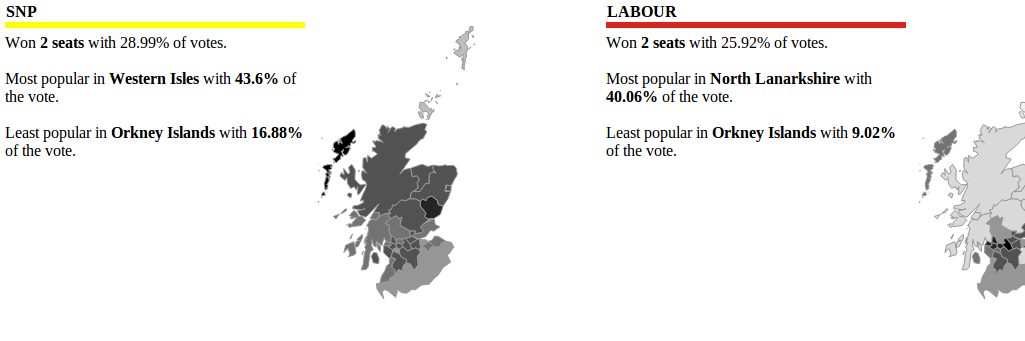 SNP
Won 2 seats with 28.99% of votes.
Most popular in Western Isles with 43.6% of
the vote.
Least popular in Orkney Islands with 16.88%
of the vote.
LABOUR
Won 2 seats with 25.92% of votes.
Most popular in North Lanarkshire with
40.06% of the vote.
Least popular in Orkney Islands with 9.02%
of the vote.